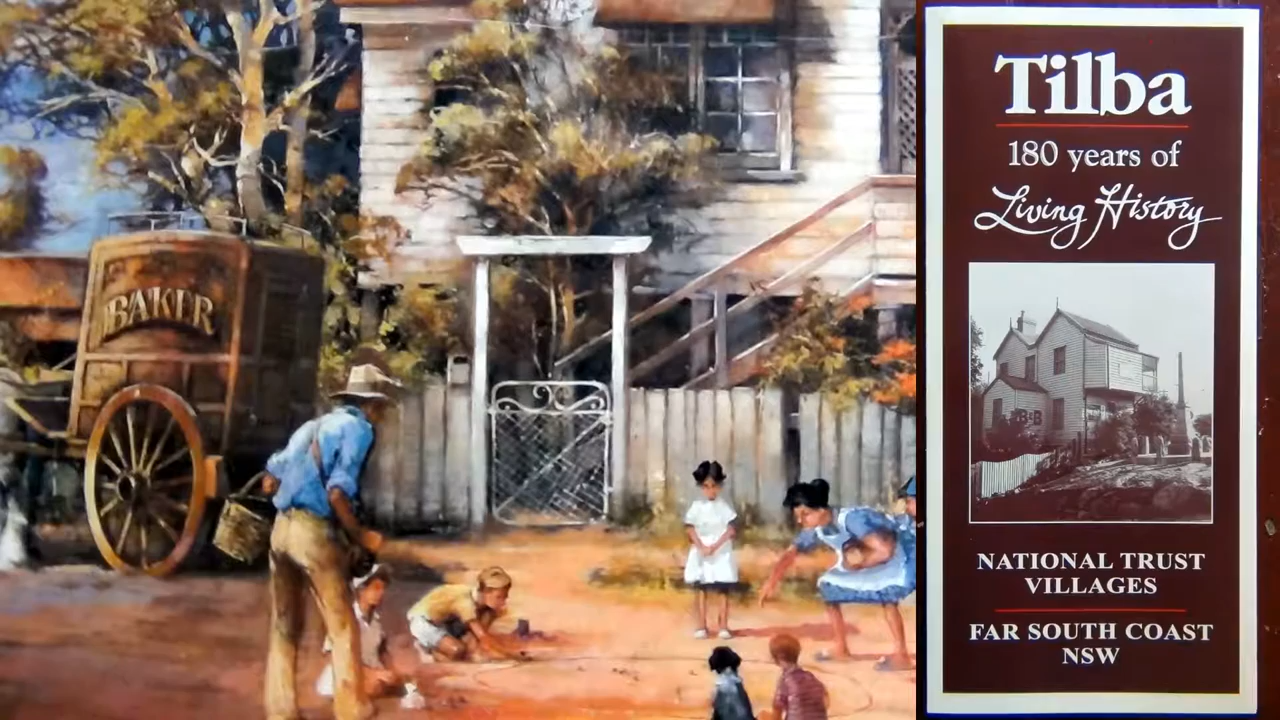 BAKER
Tilba
180 years of
Living History
B&B
NATIONAL TRUST
VILLAGES
FAR SOUTH COAST
NSW